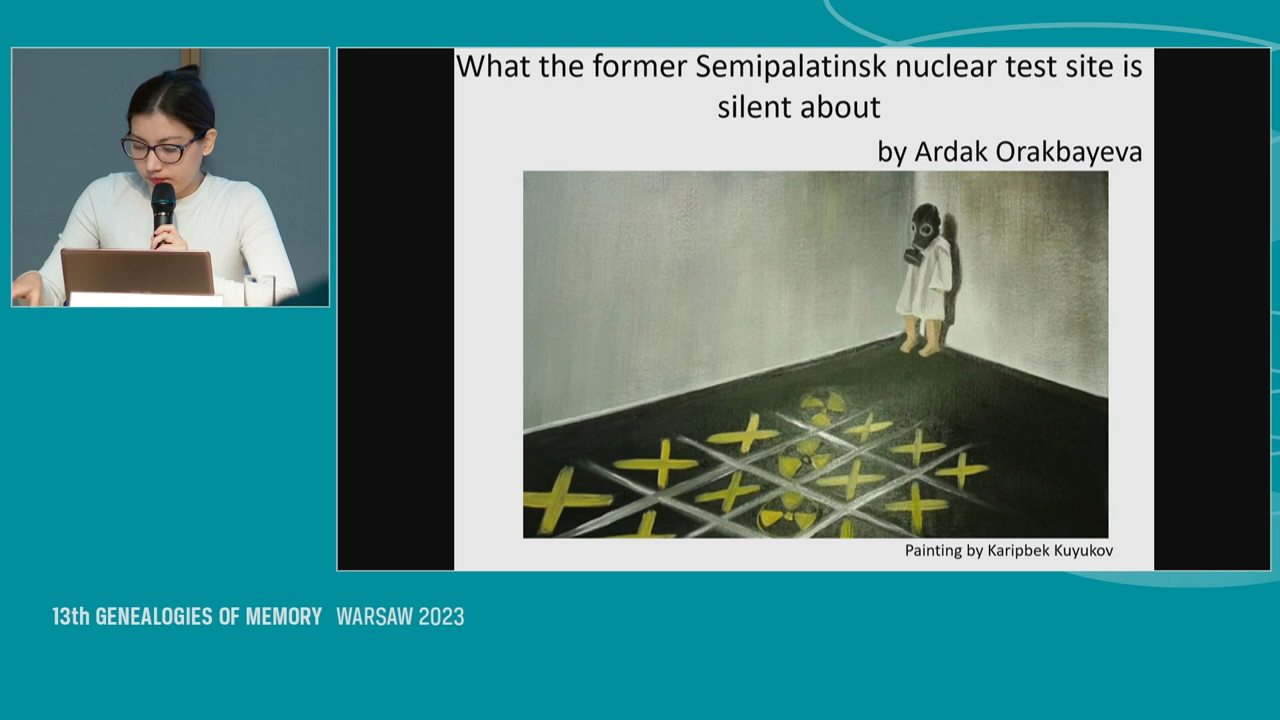 What the former Semipalatinsk nuclear test site is
silent about
by Ardak Orakbayeva
Painting by Karipbek Kuyukov
13th GENEALOGIES OF MEMORY WARSAW 2023